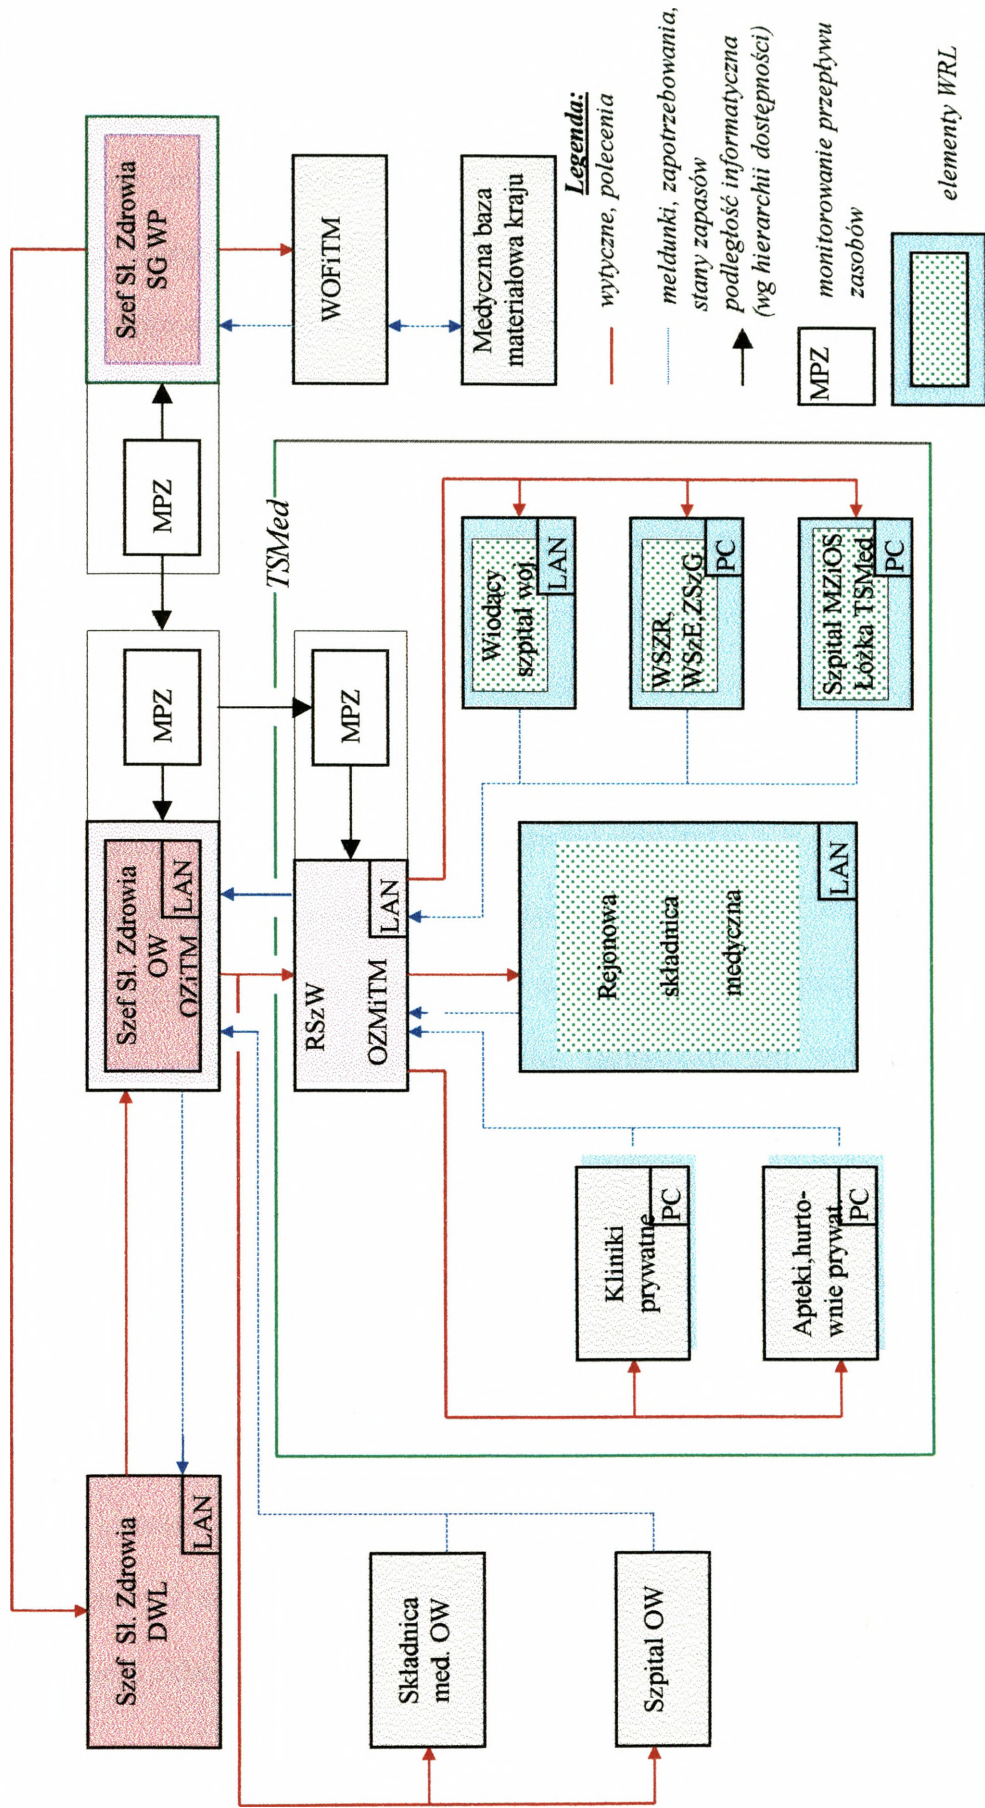 Szef Sł. Zdrowia
DWL
LAN
Szef Sł. Zdrowia
OW
OZiTM
LAN
MPZ
MPZ
Szef Sł. Zdrowia
SG WP
TSMed
RSzW
OZMiTM
LAN
MPZ
WOFiTM
Składnica
med. OW
Szpital OW
Kliniki
prywatne
PC
Apteki,hurto-
wnie prywat.
PC
Rejonowa
składnica
medyczna
LAN
Wiodący
szpital woj.
LAN
WSZR,
WSzE,ZSzG
PC
Szpital MZiOS
Łóżka TSMed
PC
Medyczna baza
materiałowa kraju
Legenda:
wytyczne, polecenia
meldunki, zapotrzebowania,
stany zapasów
podległość informatyczna
(wg hierarchii dostępności)
MPZ
monitorowanie przepływu
zasobów
elementy WRL